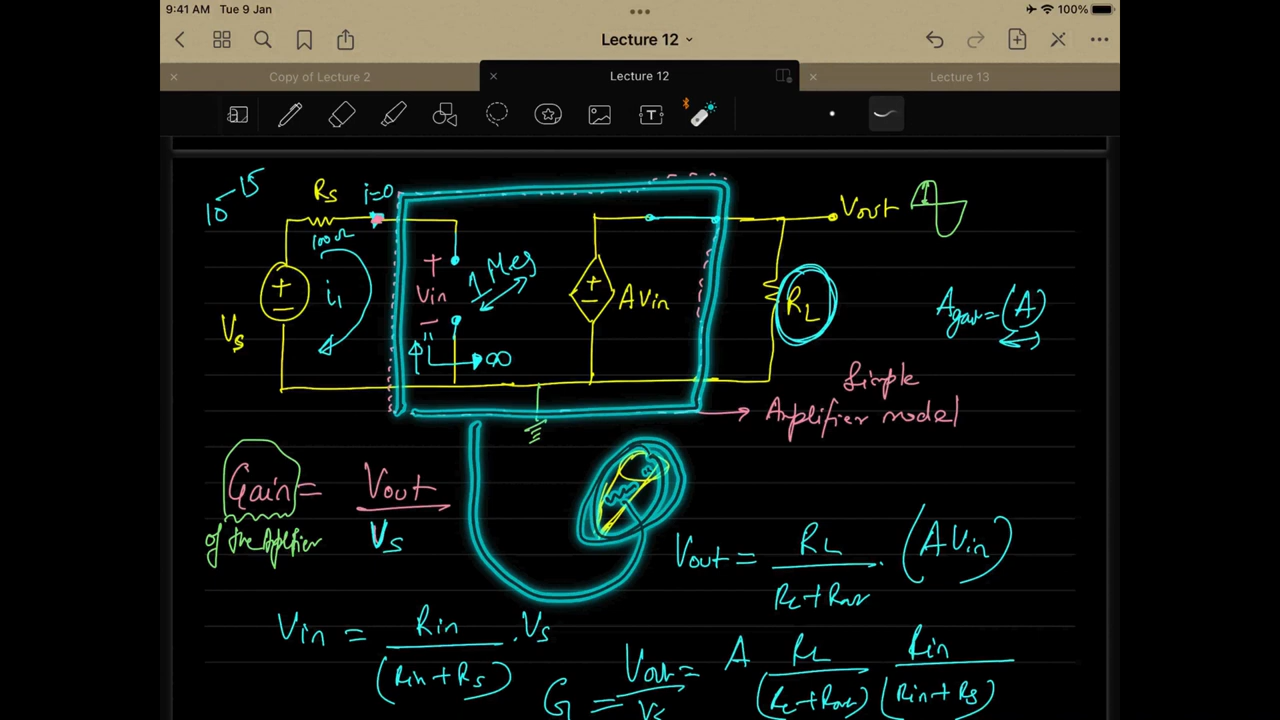 9:41 AM Tue 9 Jan
100%
Lecture 12
Copy of Lecture 2
Lecture 12
Lecture 13
T
10^-15
Rs
i=0
100Ω
+
Vin
-
1 Meg
∞
i1
Vs
+
-
AVin
RL
Vout
Again = (A)
Simple
Amplifier model
Gain = Vout / Vs
of the Amplifier
Vout = RL / RL + Rout . (AVin)
Vin = Rin / (Rin + Rs) . Vs
G = Vout / Vs = A RL / (RL + Rout) Rin / (Rin + Rs)